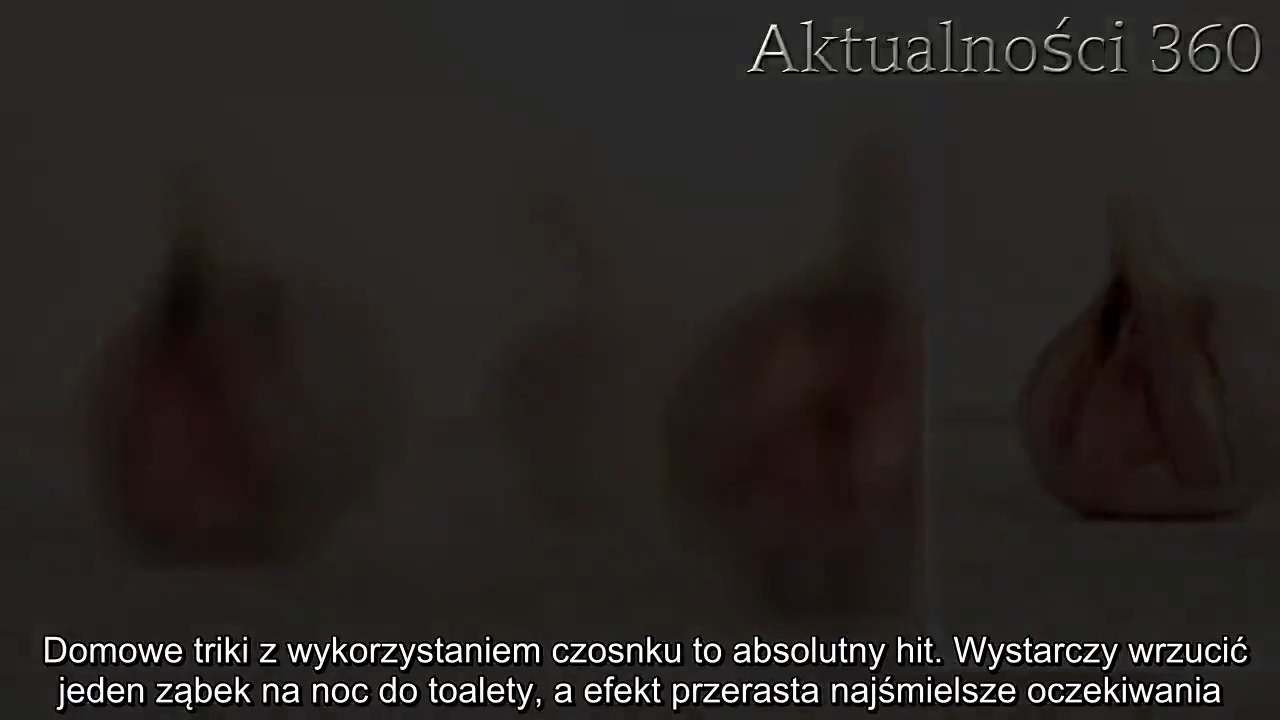 Aktualności 360
Domowe triki z wykorzystaniem czosnku to absolutny hit. Wystarczy wrzucić
jeden ząbek na noc do toalety, a efekt przerasta najśmielsze oczekiwania